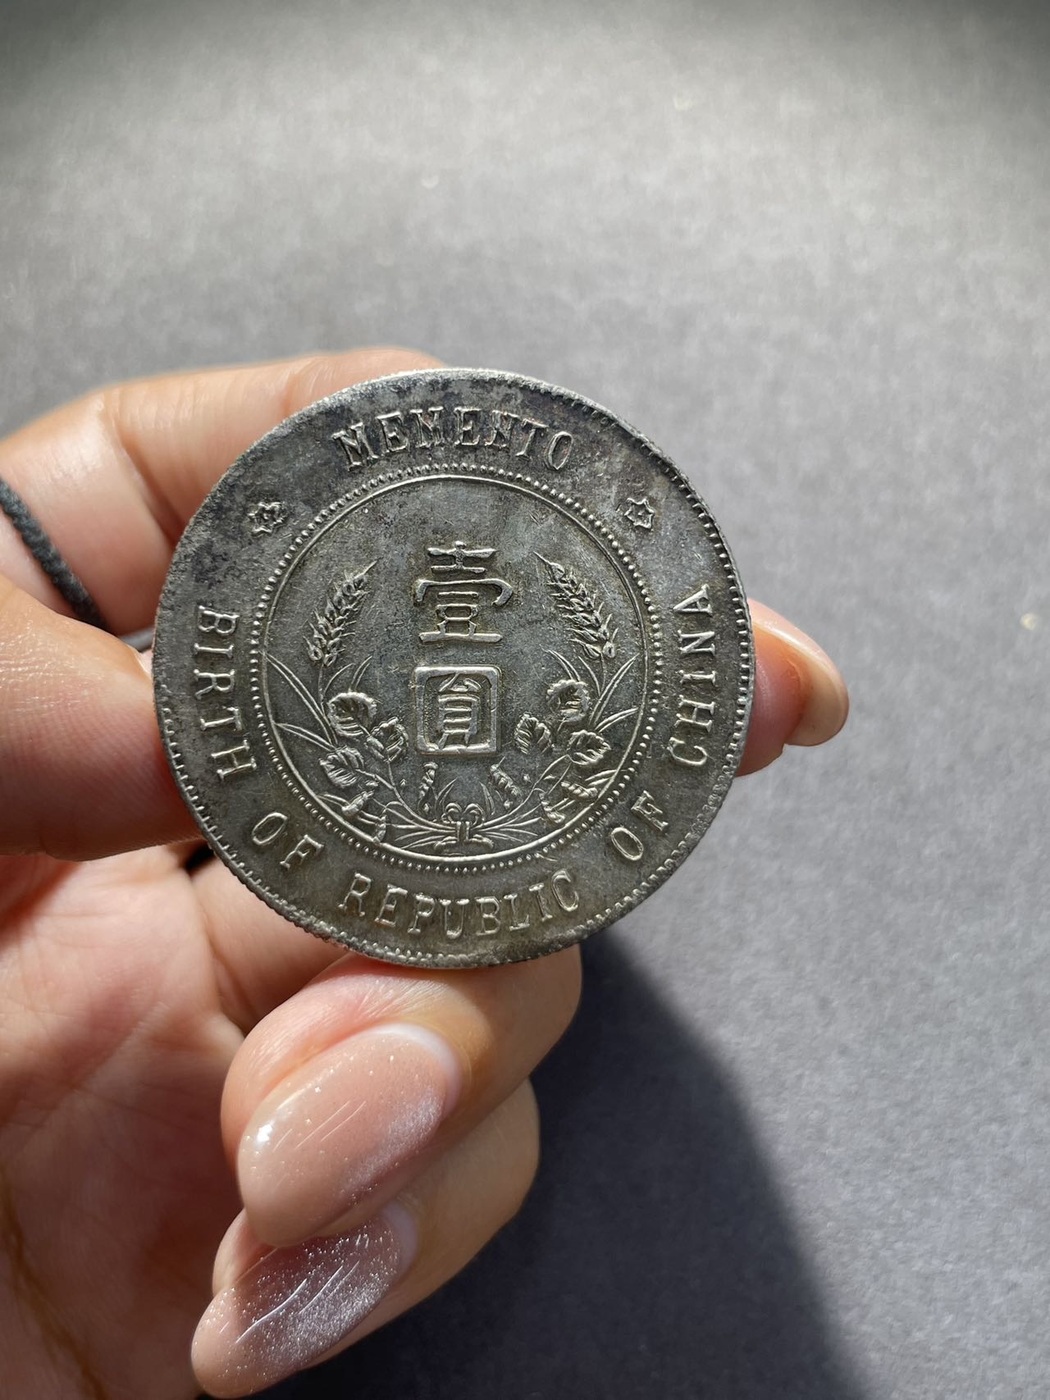 MEMENTO
壹
圓
BIRTH OF REPUBLIC OF CHINA